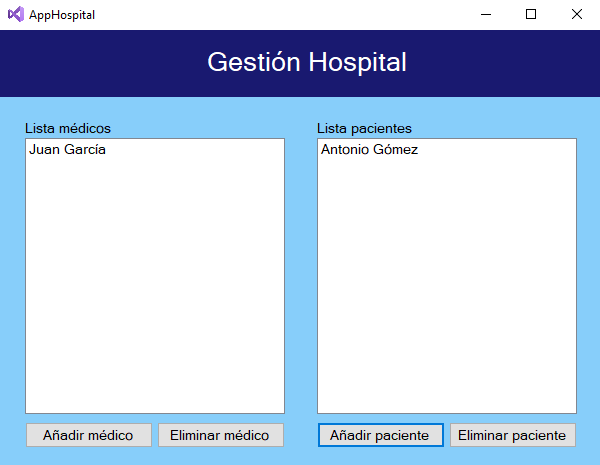 AppHospital
Gestión Hospital
Lista médicos
Juan García
Añadir médico
Eliminar médico
Lista pacientes
Antonio Gómez
Añadir paciente
Eliminar paciente